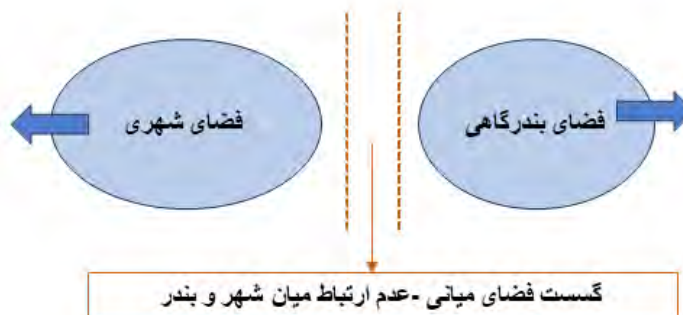 فضای بندرگاهی
فضای شهری
گسست فضای میانی -عدم ارتباط میان شهر و بندر